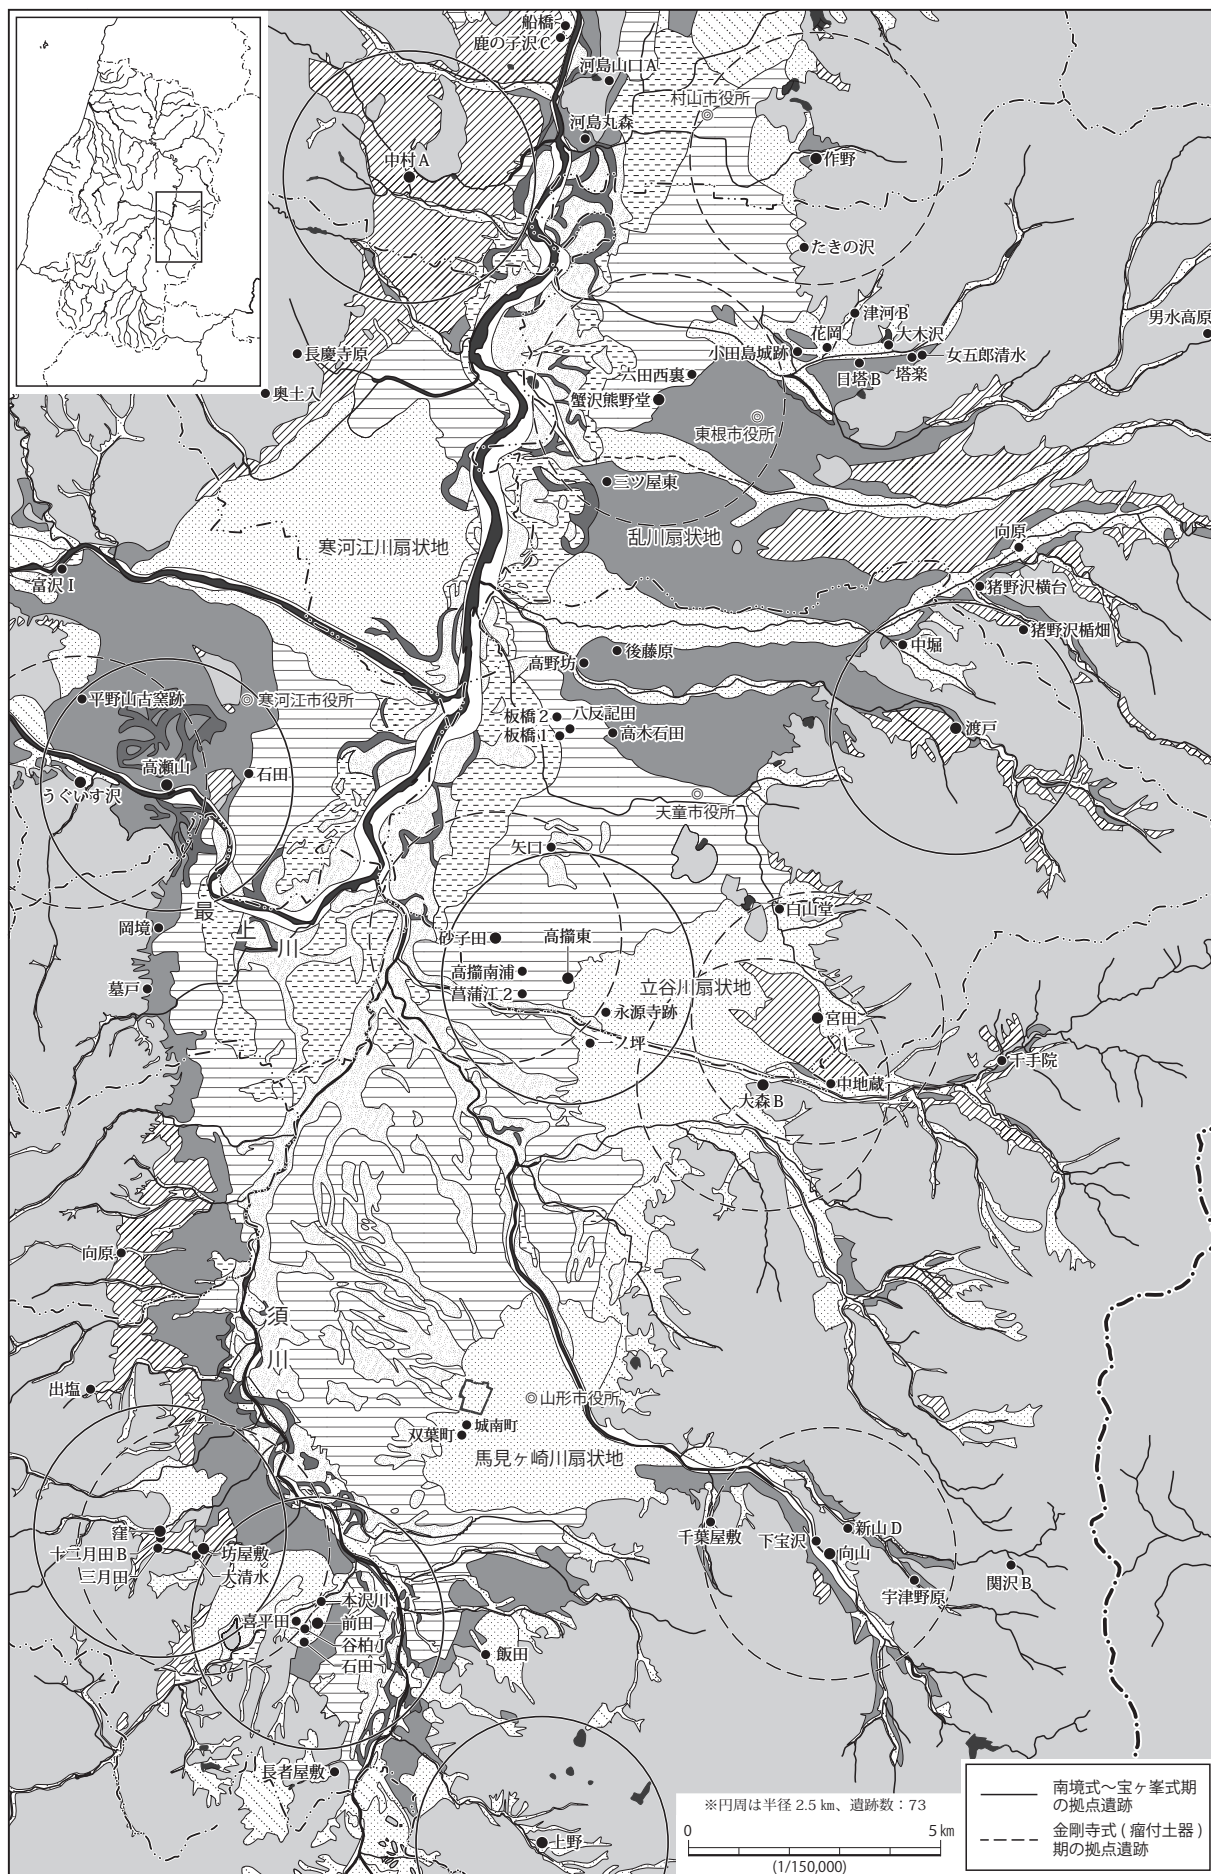 船橋
鹿の子沢C
河島山口A
村山市役所
河島丸森
中村A
作野
たきの沢
津河B
男水高原
花岡
大木沢
長慶寺原
小田島城跡
女五郎清水
日塔B
塔楽
六田西裏
奥土入
蟹沢熊野堂
東根市役所
三ツ屋東
乱川扇状地
寒河江川扇状地
向原
富沢I
猪野沢横台
猪野沢楯畑
中堀
後藤原
高野坊
平野山古窯跡
寒河江市役所
板橋2
八反記田
板橋1
高木石田
渡戸
高瀬山
石田
うぐいす沢
天童市役所
矢口
最上川
白山堂
岡境
砂子田
高擶東
高擶南浦
墓戸
菖蒲江2
立谷川扇状地
永源寺跡
宮田
一ノ坪
千手院
中地蔵
大森B
向原
須川
出塩
山形市役所
城南町
双葉町
馬見ヶ崎川扇状地
窪
十二月田B
坊屋敷
三月田
大清水
千葉屋敷
下宝沢
新山D
向山
関沢B
宇津野原
本沢川
喜平田
前田
谷柏J
石田
飯田
長者屋敷
上野
※円周は半径2.5㎞、遺跡数：73
0 5㎞
(1/150,000)
南境式～宝ヶ峯式期
の拠点遺跡
金剛寺式(瘤付土器)
期の拠点遺跡